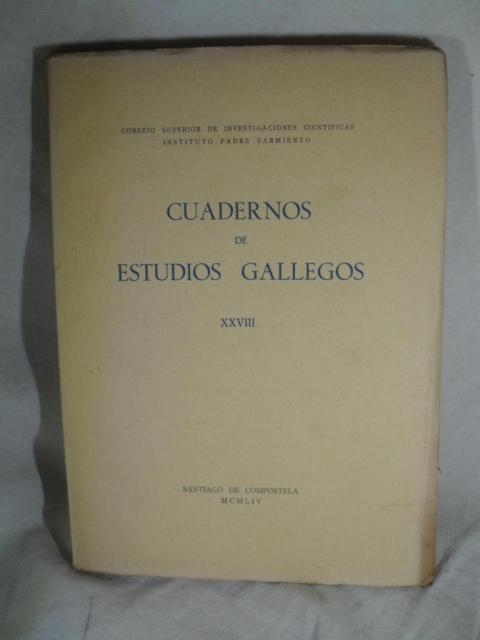 CONSEJO SUPERIOR DE INVESTIGACIONES CIENTIFICAS
INSTITUTO PADRE SARMIENTO
CUADERNOS
DE
ESTUDIOS GALLEGOS
XXVIII
SANTIAGO DE COMPOSTELA
MCMLIV